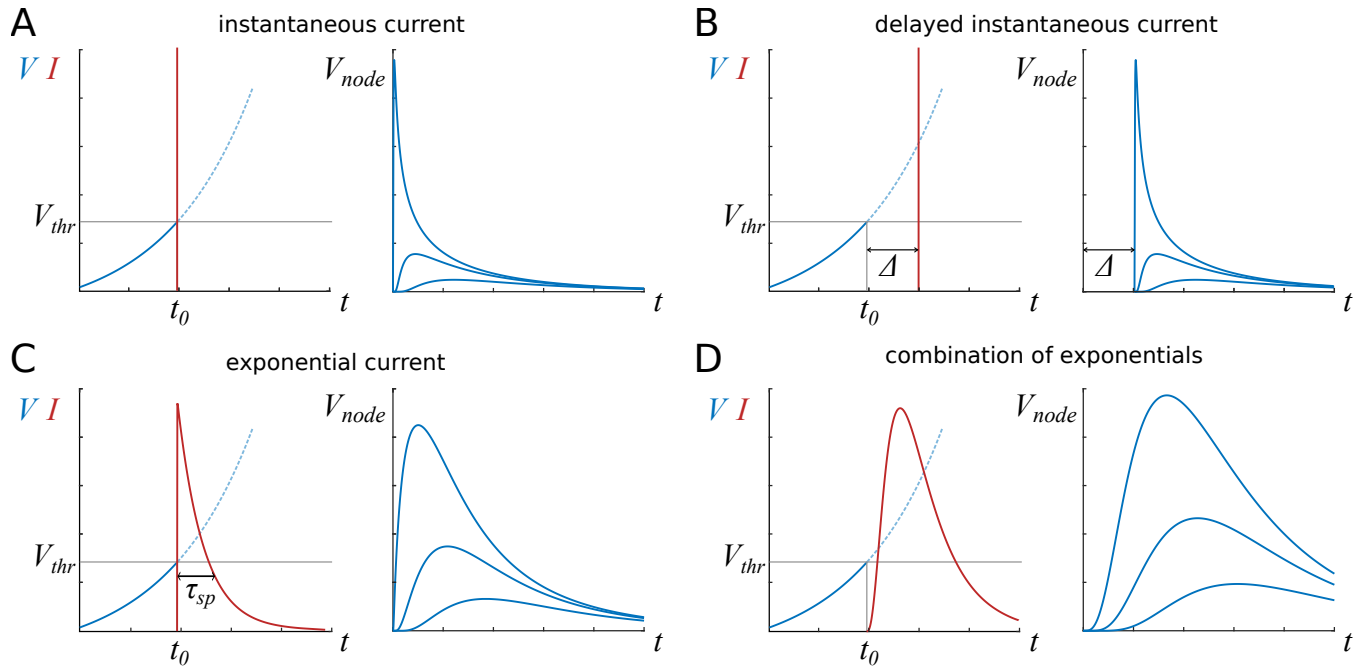 A
instantaneous current
V I
V_thr
t_0
t
V_node
t
B
delayed instantaneous current
V I
V_thr
Δ
t_0
t
V_node
Δ
t
C
exponential current
V I
V_thr
τ_sp
t_0
t
V_node
t
D
combination of exponentials
V I
V_thr
t_0
t
V_node
t